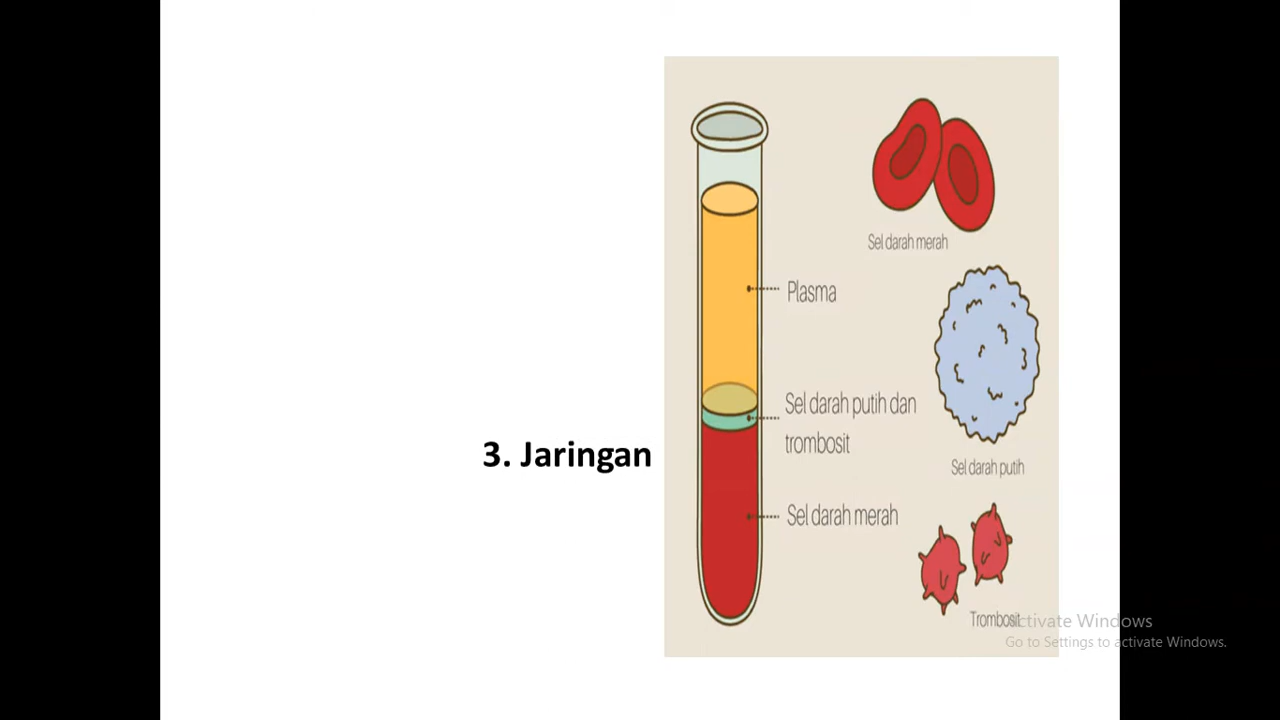 3. Jaringan
Sel darah merah
Plasma
Sel darah putih dan
trombosit
Sel darah putih
Sel darah merah
Trombosit
Activate Windows
Go to Settings to activate Windows.